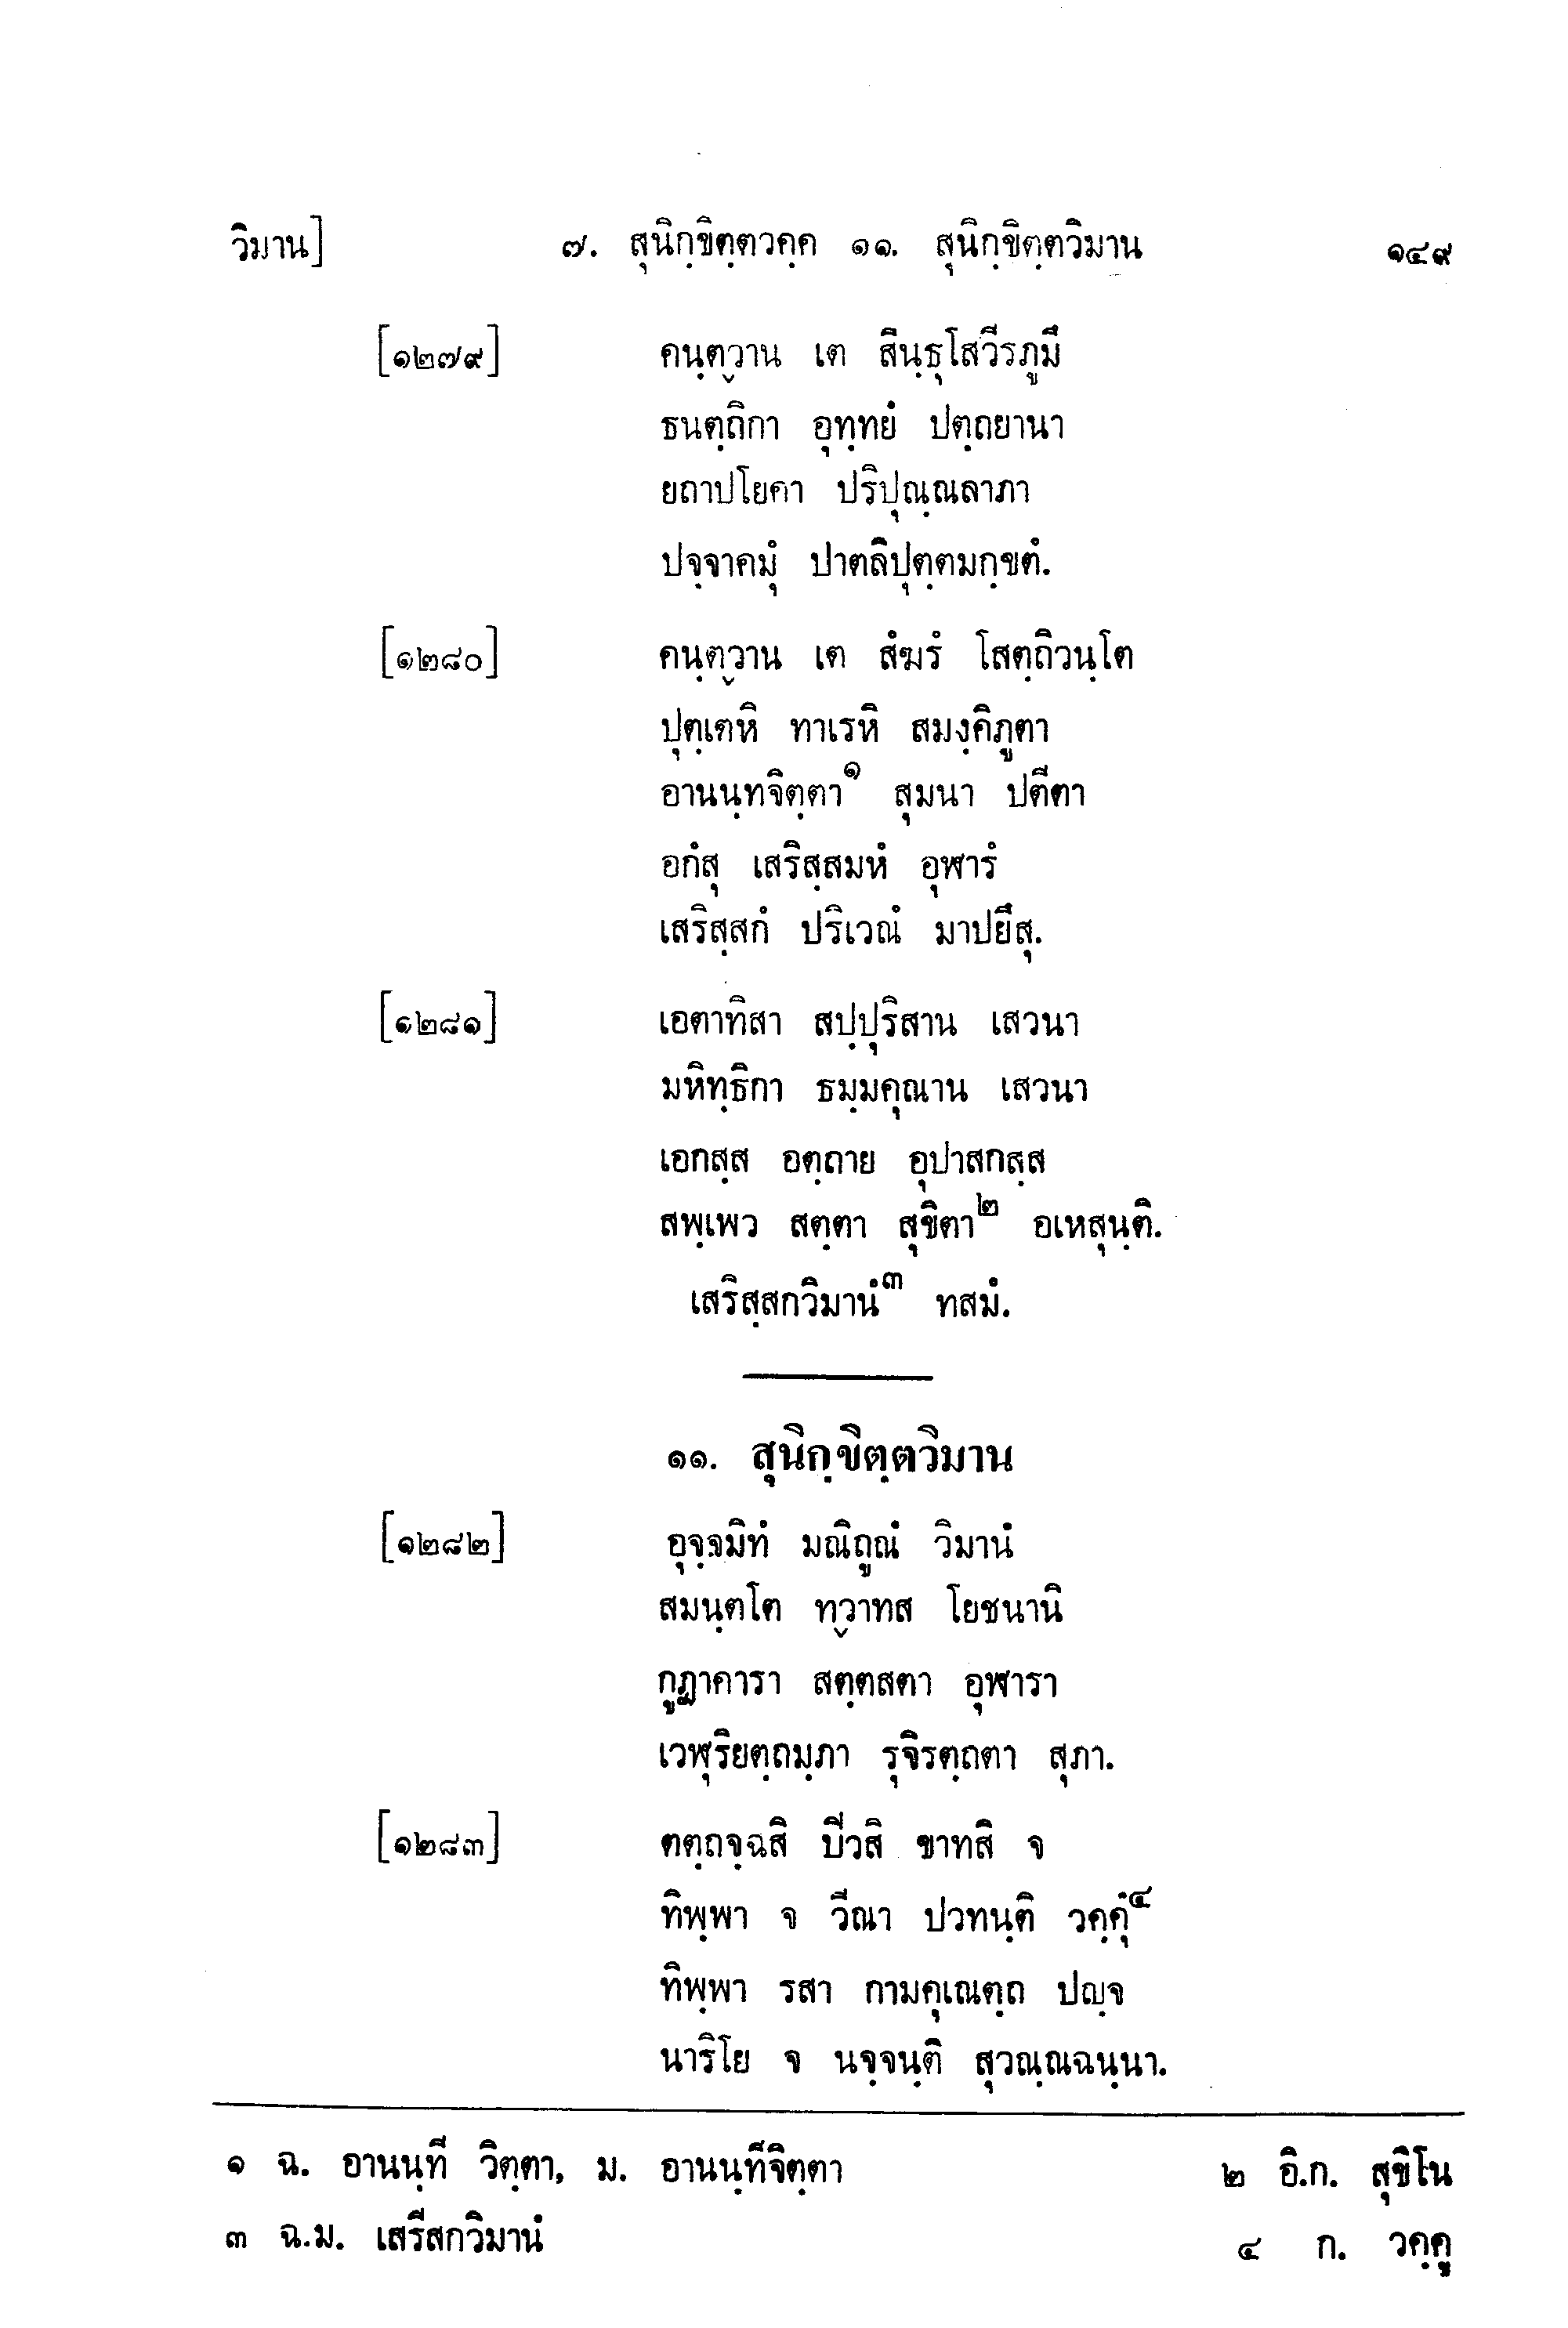 วิมาน] ๗. สุนิกฺขิตฺตวคฺค ๑๑. สุนิกฺขิตฺตวิมาน ๑๔๙
[๑๒๗๙] คนฺตฺวาน เต สินฺธุโสวีรภูมึ
ธนตฺถิกา อุทฺทยํ ปตฺถยานา
ยถาปโยคา ปริปุณฺณลาภา
ปจฺจาคมุํ ปาตลิปุตฺตมกฺขตํ.
[๑๒๘๐] คนฺตฺวาน เต สํฆรํ โสตฺถิวนฺโต
ปุตฺเตหิ ทาเรหิ สมงฺคิภูตา
อานนฺทจิตฺตา๑ สุมนา ปตีตา
อกํสุ เสริสฺสมหํ อุฬารํ
เสริสฺสกํ ปริเวณํ มาปยึสุ.
[๑๒๘๑] เอตาทิสา สปฺปุริสาน เสวนา
มหิทฺธิกา ธมฺมคุณาน เสวนา
เอกสฺส อตฺถาย อุปาสกสฺส
สพฺเพว สตฺตา สุขิตา๒ อเหสุนฺติ.
เสริสฺสกวิมานํ๓ ทสมํ.
๑๑. สุนิกฺขิตฺตวิมาน
[๑๒๘๒] อุจฺจมิทํ มณิถูณํ วิมานํ
สมนฺตโต ทฺวาทส โยชนานิ
กูฏาคารา สตฺตสตา อุฬารา
เวฬุริยตฺถมฺภา รุจิรตฺถตา สุภา.
[๑๒๘๓] ตตฺถจฺฉสิ ปีวสิ ขาทสิ จ
ทิพฺพา จ วีณา ปวทนฺติ วคฺคุํ๔
ทิพฺพา รสา กามคุเณตฺถ ปญฺจ
นาริโย จ นจฺจนฺติ สุวณฺณฉนฺนา.
๑ ฉ. อานนฺที วิตฺตา, ม. อานนฺทีจิตฺตา ๒ อิ.ก. สุขิโน
๓ ฉ.ม. เสรีสกวิมานํ ๔ ก. วคฺคู